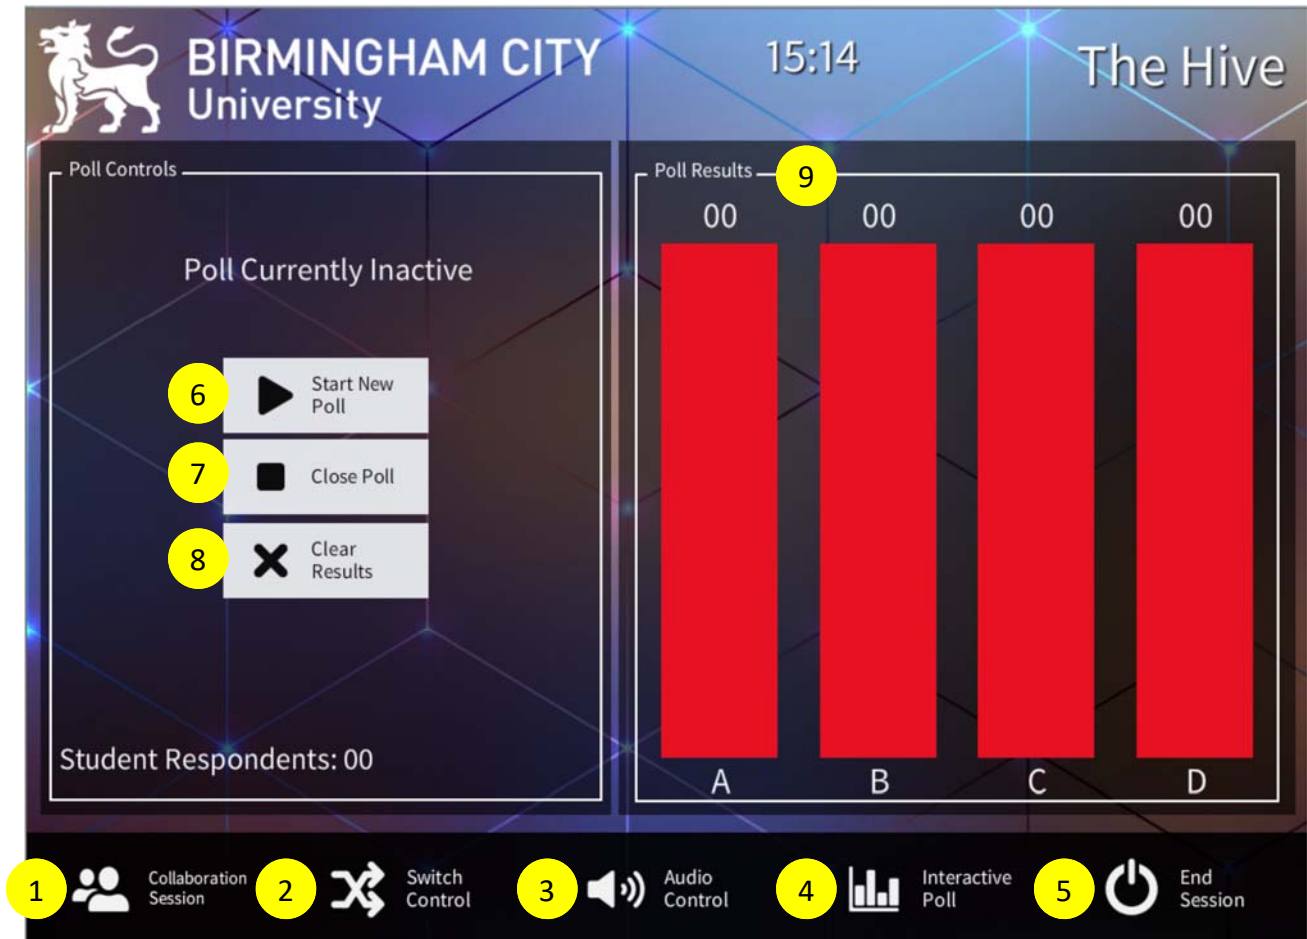 BIRMINGHAM CITY
University
15:14
The Hive
Poll Controls
Poll Currently Inactive
6
Start New
Poll
7
Close Poll
8
Clear
Results
Student Respondents: 00
Poll Results
9
00 00 00 00
A B C D
1
Collaboration
Session
2
Switch
Control
3
Audio
Control
4
Interactive
Poll
5
End
Session